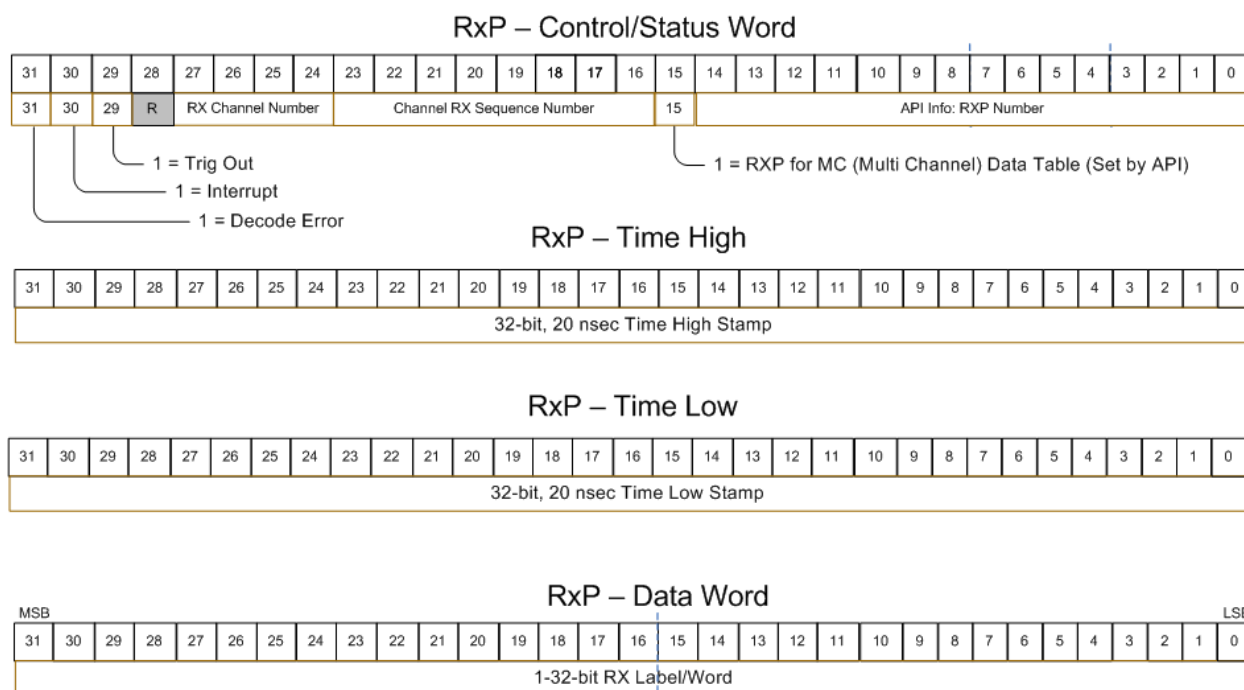 RxP – Control/Status Word
31 30 29 28 27 26 25 24 23 22 21 20 19 18 17 16 15 14 13 12 11 10 9 8 7 6 5 4 3 2 1 0
31 30 29 R RX Channel Number Channel RX Sequence Number 15 API Info: RXP Number
1 = Trig Out 1 = RXP for MC (Multi Channel) Data Table (Set by API)
1 = Interrupt
1 = Decode Error
RxP – Time High
31 30 29 28 27 26 25 24 23 22 21 20 19 18 17 16 15 14 13 12 11 10 9 8 7 6 5 4 3 2 1 0
32-bit, 20 nsec Time High Stamp
RxP – Time Low
31 30 29 28 27 26 25 24 23 22 21 20 19 18 17 16 15 14 13 12 11 10 9 8 7 6 5 4 3 2 1 0
32-bit, 20 nsec Time Low Stamp
RxP – Data Word
MSB LSB
31 30 29 28 27 26 25 24 23 22 21 20 19 18 17 16 15 14 13 12 11 10 9 8 7 6 5 4 3 2 1 0
1-32-bit RX Label/Word